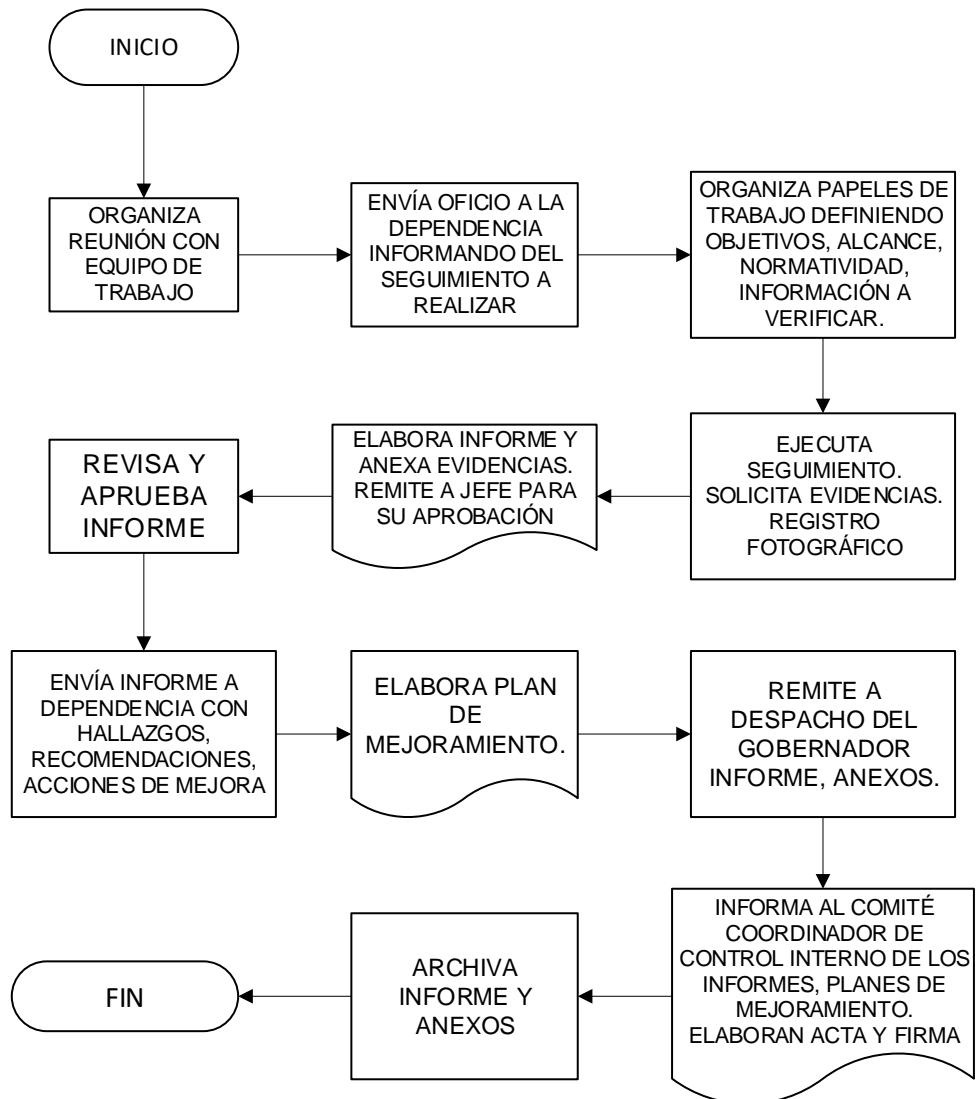 INICIO
ORGANIZA
REUNIÓN CON
EQUIPO DE
TRABAJO
ENVÍA OFICIO A LA
DEPENDENCIA
INFORMANDO DEL
SEGUIMIENTO A
REALIZAR
ORGANIZA PAPELES DE
TRABAJO DEFINIENDO
OBJETIVOS, ALCANCE,
NORMATIVIDAD,
INFORMACIÓN A
VERIFICAR.
EJECUTA
SEGUIMIENTO.
SOLICITA EVIDENCIAS.
REGISTRO
FOTOGRÁFICO
ELABORA INFORME Y
ANEXA EVIDENCIAS.
REMITE A JEFE PARA
SU APROBACIÓN
REVISA Y
APRUEBA
INFORME
ENVÍA INFORME A
DEPENDENCIA CON
HALLAZGOS,
RECOMENDACIONES,
ACCIONES DE MEJORA
ELABORA PLAN
DE
MEJORAMIENTO.
REMITE A
DESPACHO DEL
GOBERNADOR
INFORME, ANEXOS.
INFORMA AL COMITÉ
COORDINADOR DE
CONTROL INTERNO DE LOS
INFORMES, PLANES DE
MEJORAMIENTO.
ELABORAN ACTA Y FIRMA
ARCHIVA
INFORME Y
ANEXOS
FIN